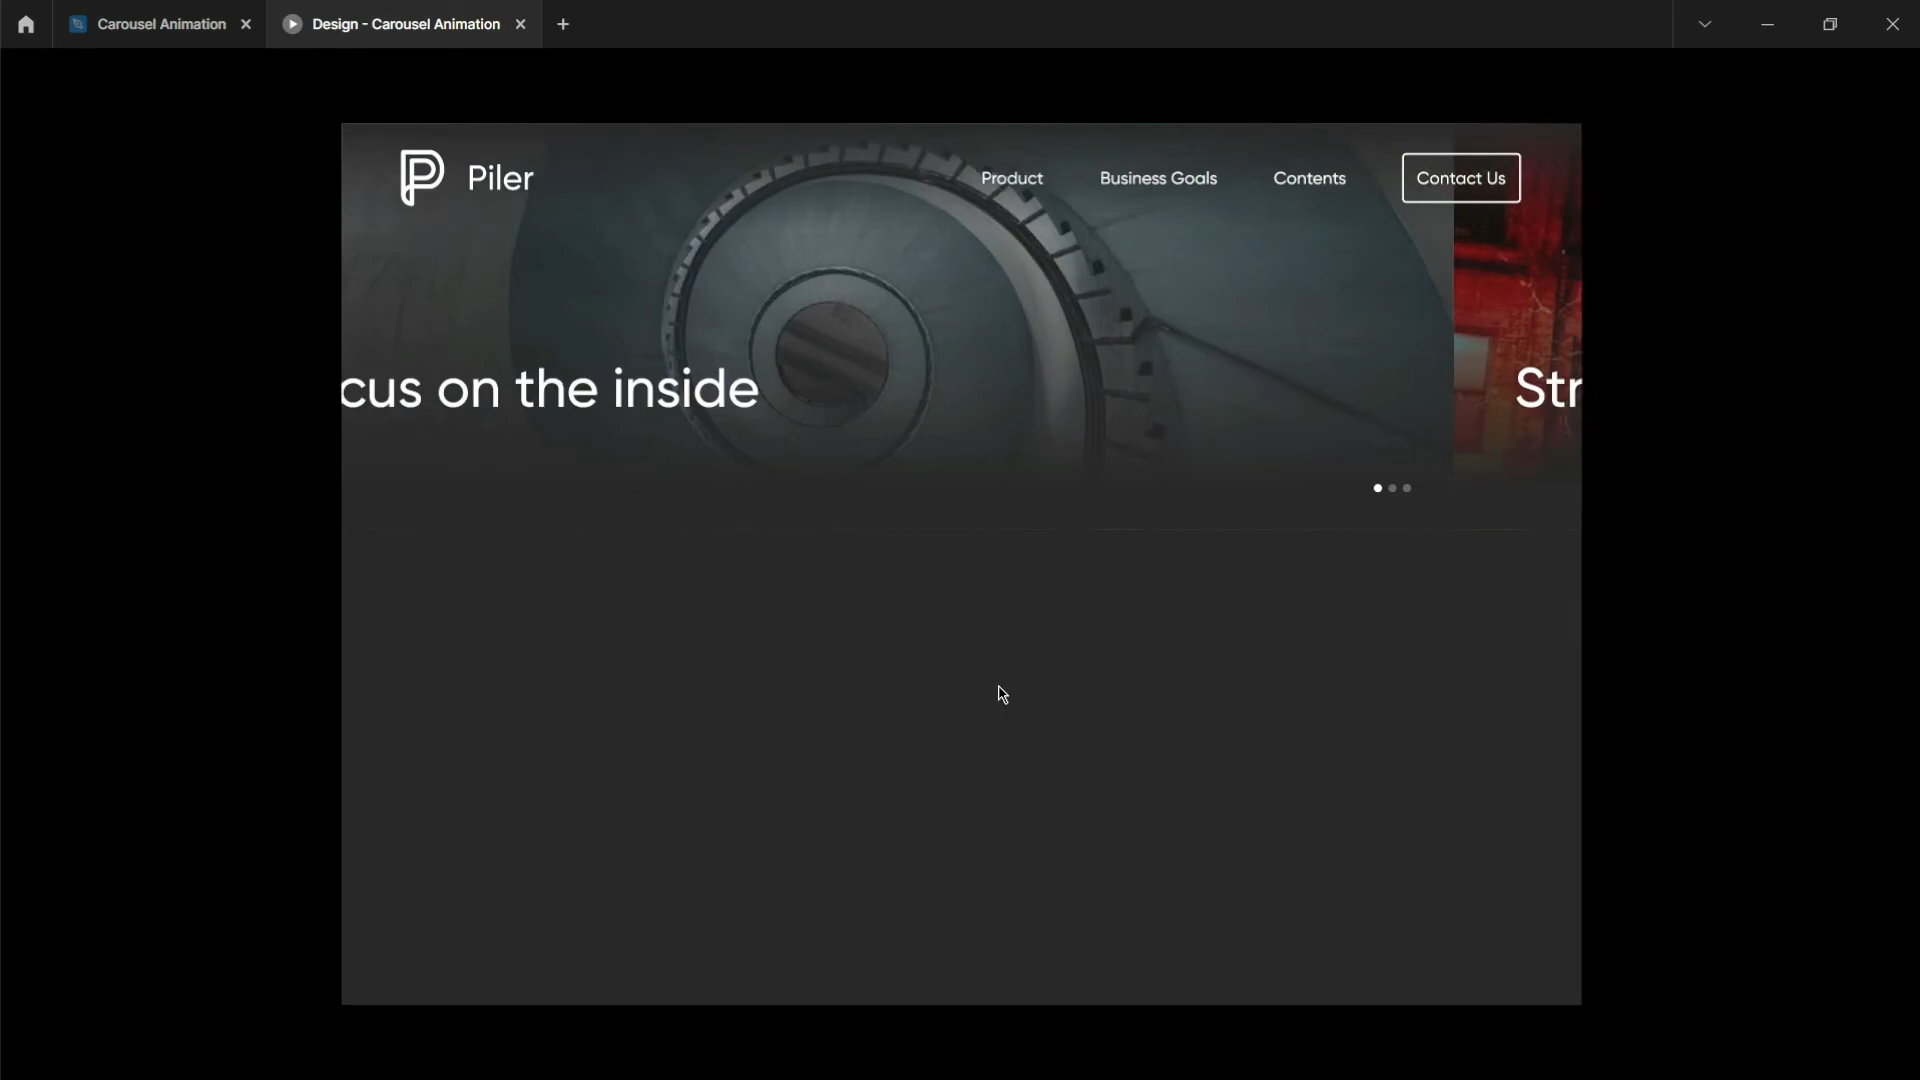 Carousel Animation
Design - Carousel Animation
Piler
Product
Business Goals
Contents
Contact Us
cus on the inside
Str